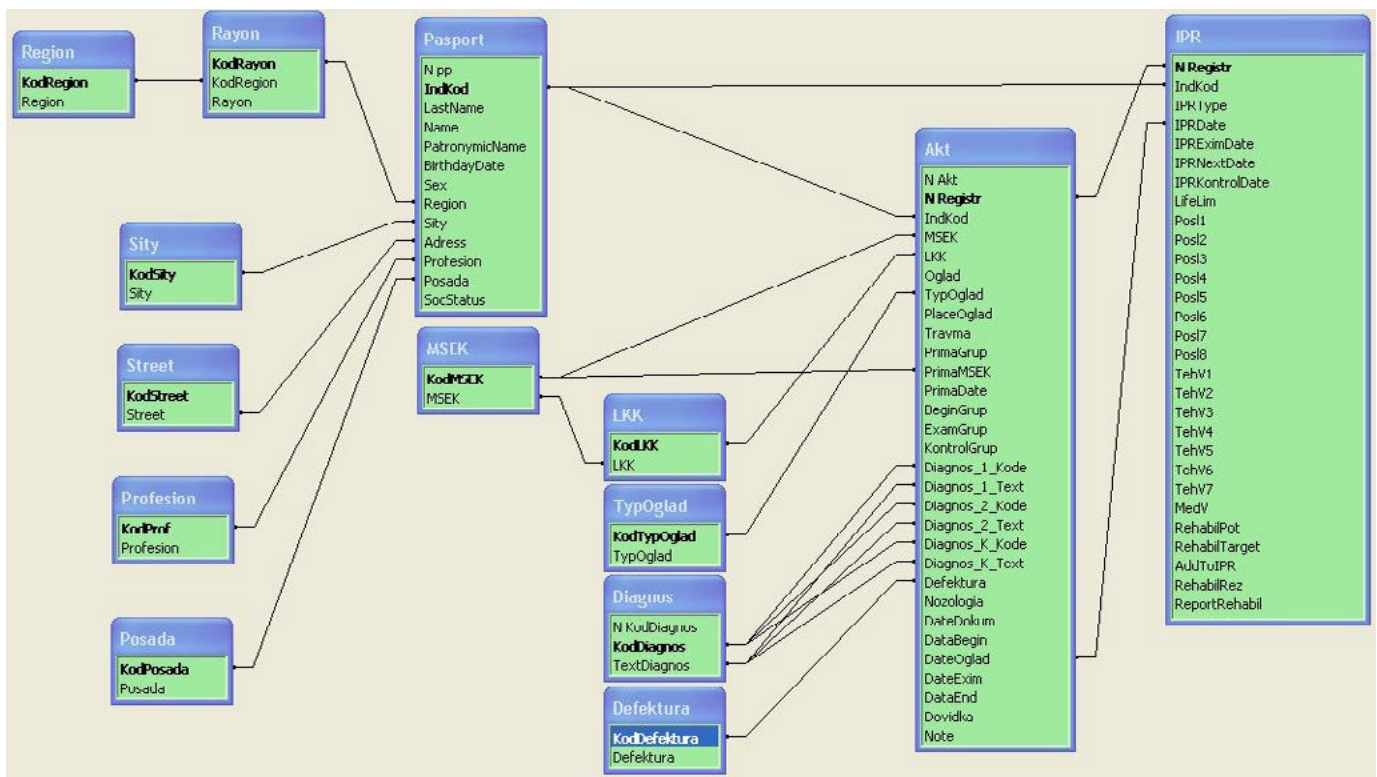 Region
KodRegion
Region
Rayon
KodRayon
KodRegion
Rayon
Sity
KodSity
Sity
Street
KodStreet
Street
Profesion
KodProf
Profesion
Posada
KodPosada
Posada
Pasport
N pp
IndKod
LastName
Name
PatronymicName
BirthdayDate
Sex
Region
Sity
Adress
Profesion
Posada
SocStatus
MSEK
KodMSEK
MSEK
LKK
KodLKK
LKK
TypOglad
KodTypOglad
TypOglad
Diagnos
N KodDiagnos
KodDiagnos
TextDiagnos
Defektura
KodDefektura
Defektura
Akt
N Akt
N Registr
IndKod
MSEK
LKK
Oglad
TypOglad
PlaceOglad
Travma
PrimaGrup
PrimaMSEK
PrimaDate
BeginGrup
ExamGrup
KontrolGrup
Diagnos_1_Kode
Diagnos_1_Text
Diagnos_2_Kode
Diagnos_2_Text
Diagnos_K_Kode
Diagnos_K_Text
Defektura
Nozologia
DateDokum
DataBegin
DateOglad
DateExim
DataEnd
Dovidka
Note
IPR
N Registr
IndKod
IPRType
IPRDate
IPREximDate
IPRNextDate
IPRKontrolDate
LifeLim
Posl1
Posl2
Posl3
Posl4
Posl5
Posl6
Posl7
Posl8
TehV1
TehV2
TehV3
TehV4
TehV5
TehV6
TehV7
MedV
RehabilPot
RehabilTarget
AddToIPR
RehabilRez
ReportRehabil